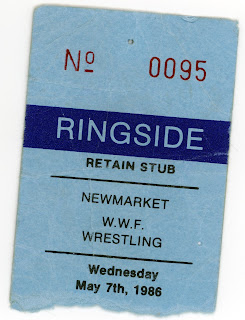 Nº 0095
RINGSIDE
RETAIN STUB
NEWMARKET
W.W.F.
WRESTLING
Wednesday
May 7th, 1986